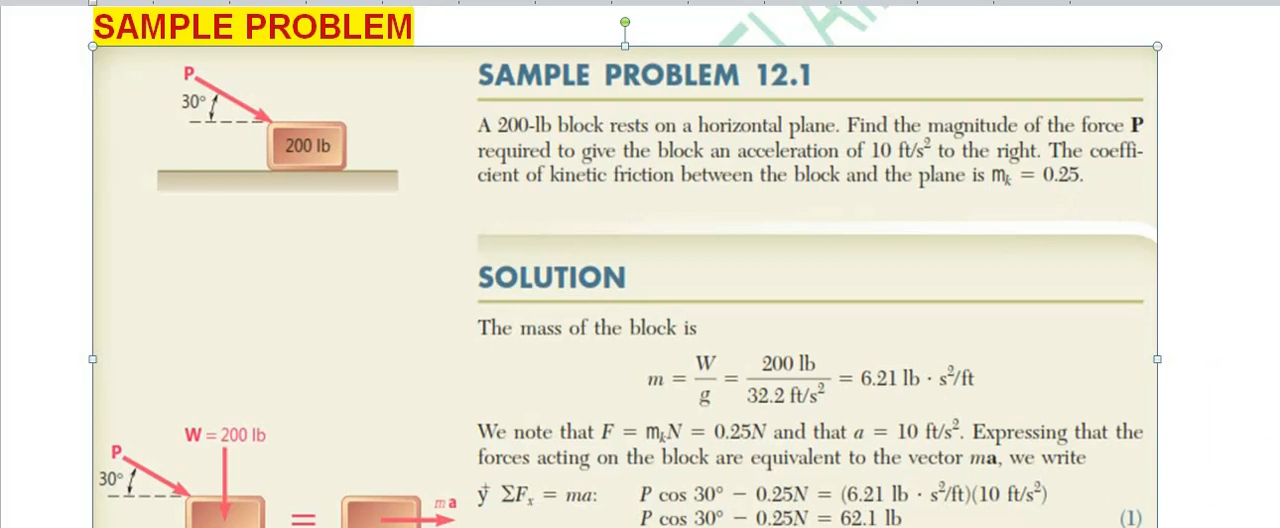 SAMPLE PROBLEM
P
30°
200 lb
SAMPLE PROBLEM 12.1
A 200-lb block rests on a horizontal plane. Find the magnitude of the force P
required to give the block an acceleration of 10 ft/s² to the right. The coeffi-
cient of kinetic friction between the block and the plane is mₖ = 0.25.
SOLUTION
The mass of the block is
m = W/g = 200 lb / 32.2 ft/s² = 6.21 lb · s²/ft
We note that F = mₖN = 0.25N and that a = 10 ft/s². Expressing that the
forces acting on the block are equivalent to the vector ma, we write
ΣFₓ = ma: P cos 30° − 0.25N = (6.21 lb · s²/ft)(10 ft/s²)
P cos 30° − 0.25N = 62.1 lb (1)
W = 200 lb
P
30°
=
ma